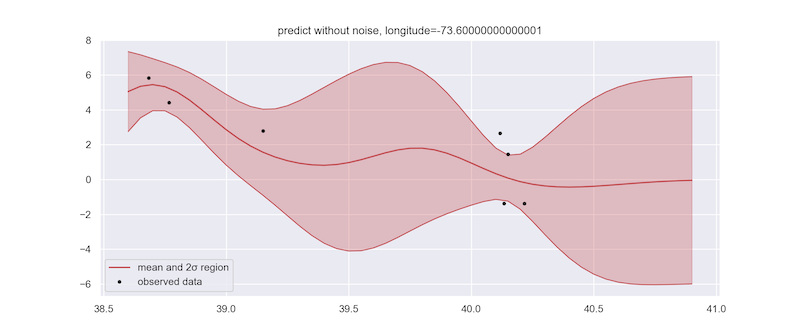 predict without noise, longitude=-73.60000000000001
8
6
4
2
0
−2
−4
−6
mean and 2σ region
observed data
38.5 39.0 39.5 40.0 40.5 41.0